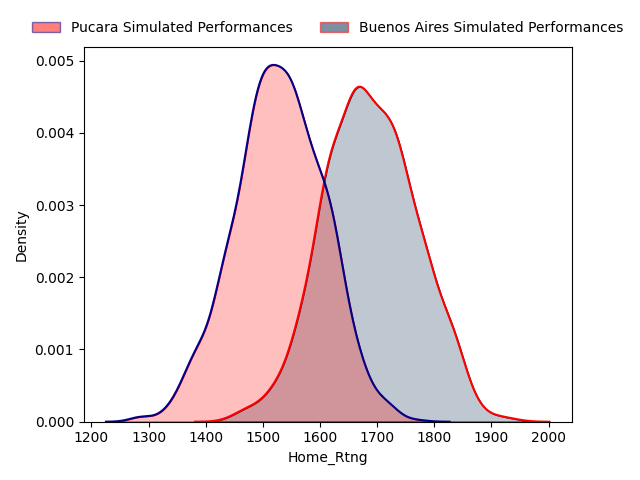 Pucara Simulated Performances Buenos Aires Simulated Performances
0.005
0.004
0.003
0.002
0.001
0.000
Density
1200 1300 1400 1500 1600 1700 1800 1900 2000
Home_Rtng